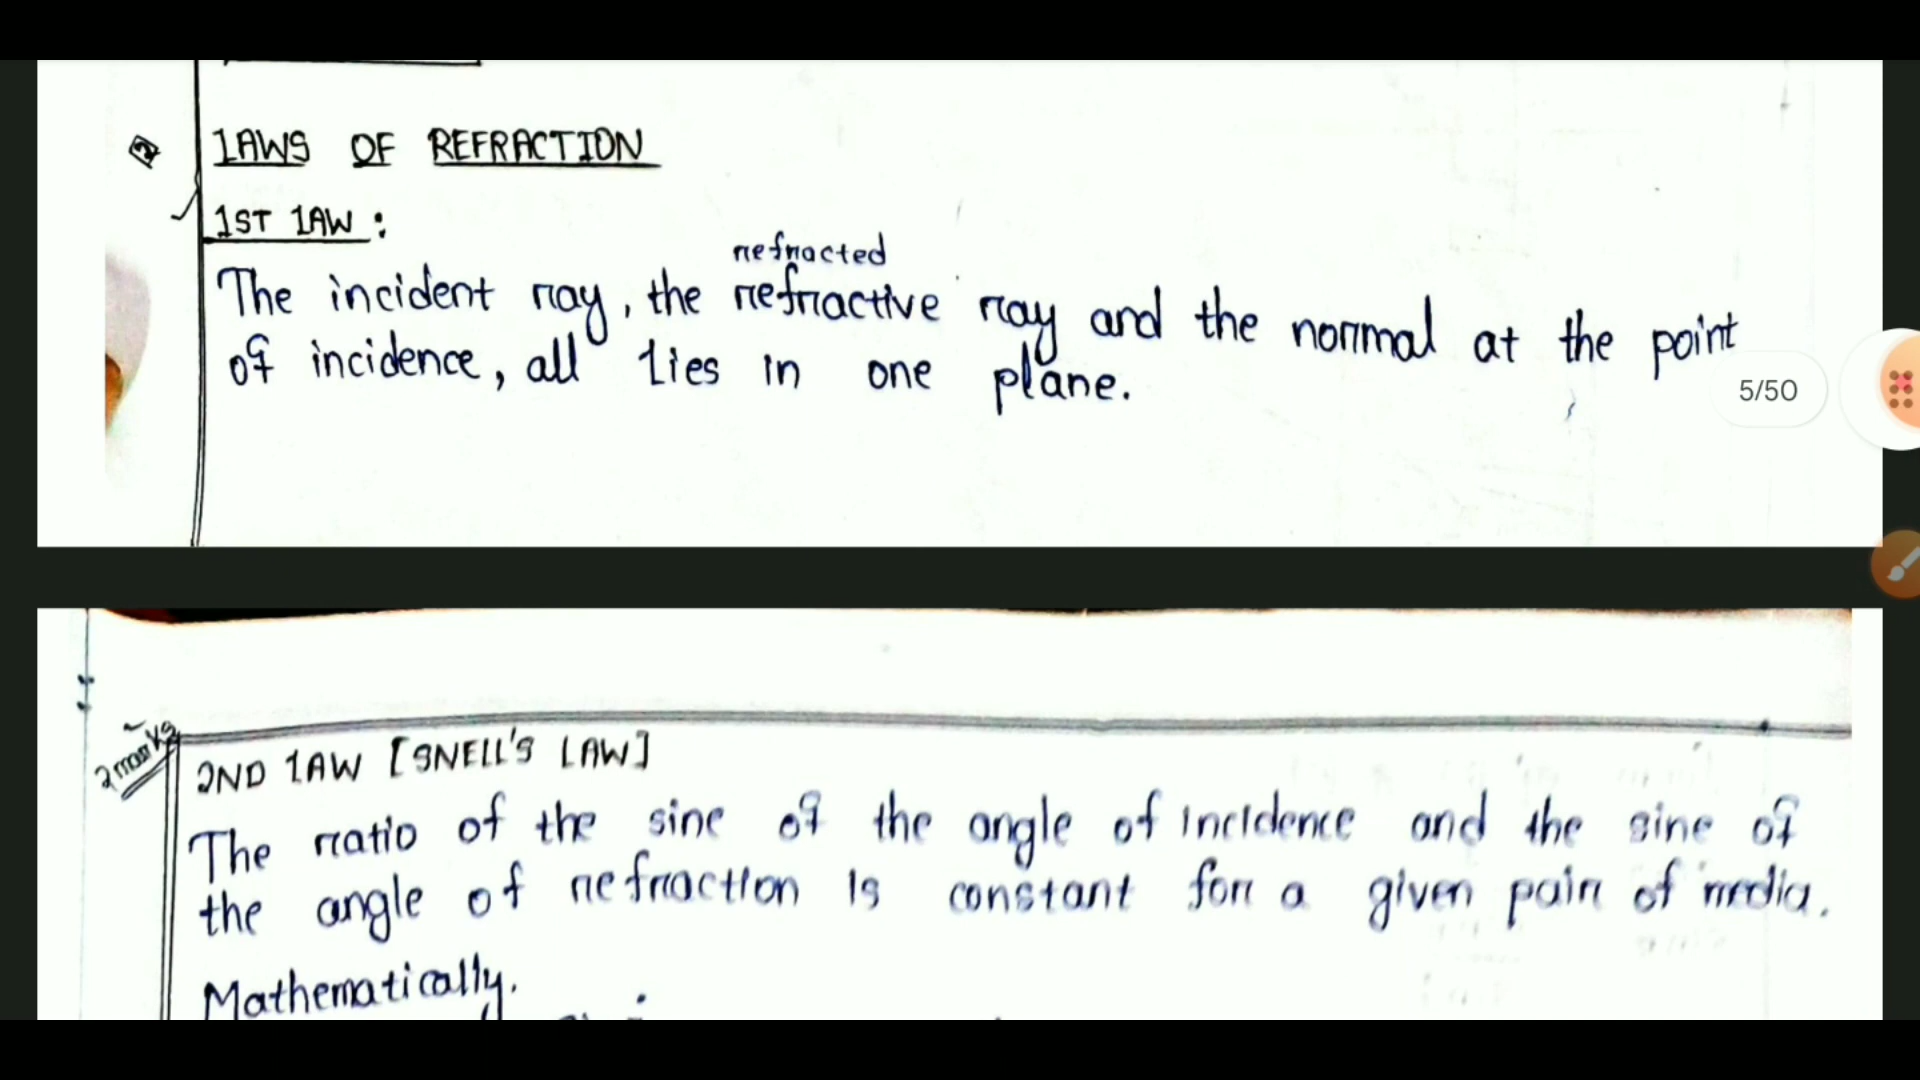 LAWS OF REFRACTION
1ST LAW :
refracted
The incident ray, the refractive ray and the normal at the point
of incidence, all lies in one plane.
5/50
2 marks
2ND LAW [SNELL'S LAW]
The ratio of the sine of the angle of incidence and the sine of
the angle of refraction is constant for a given pair of media.
Mathematically.